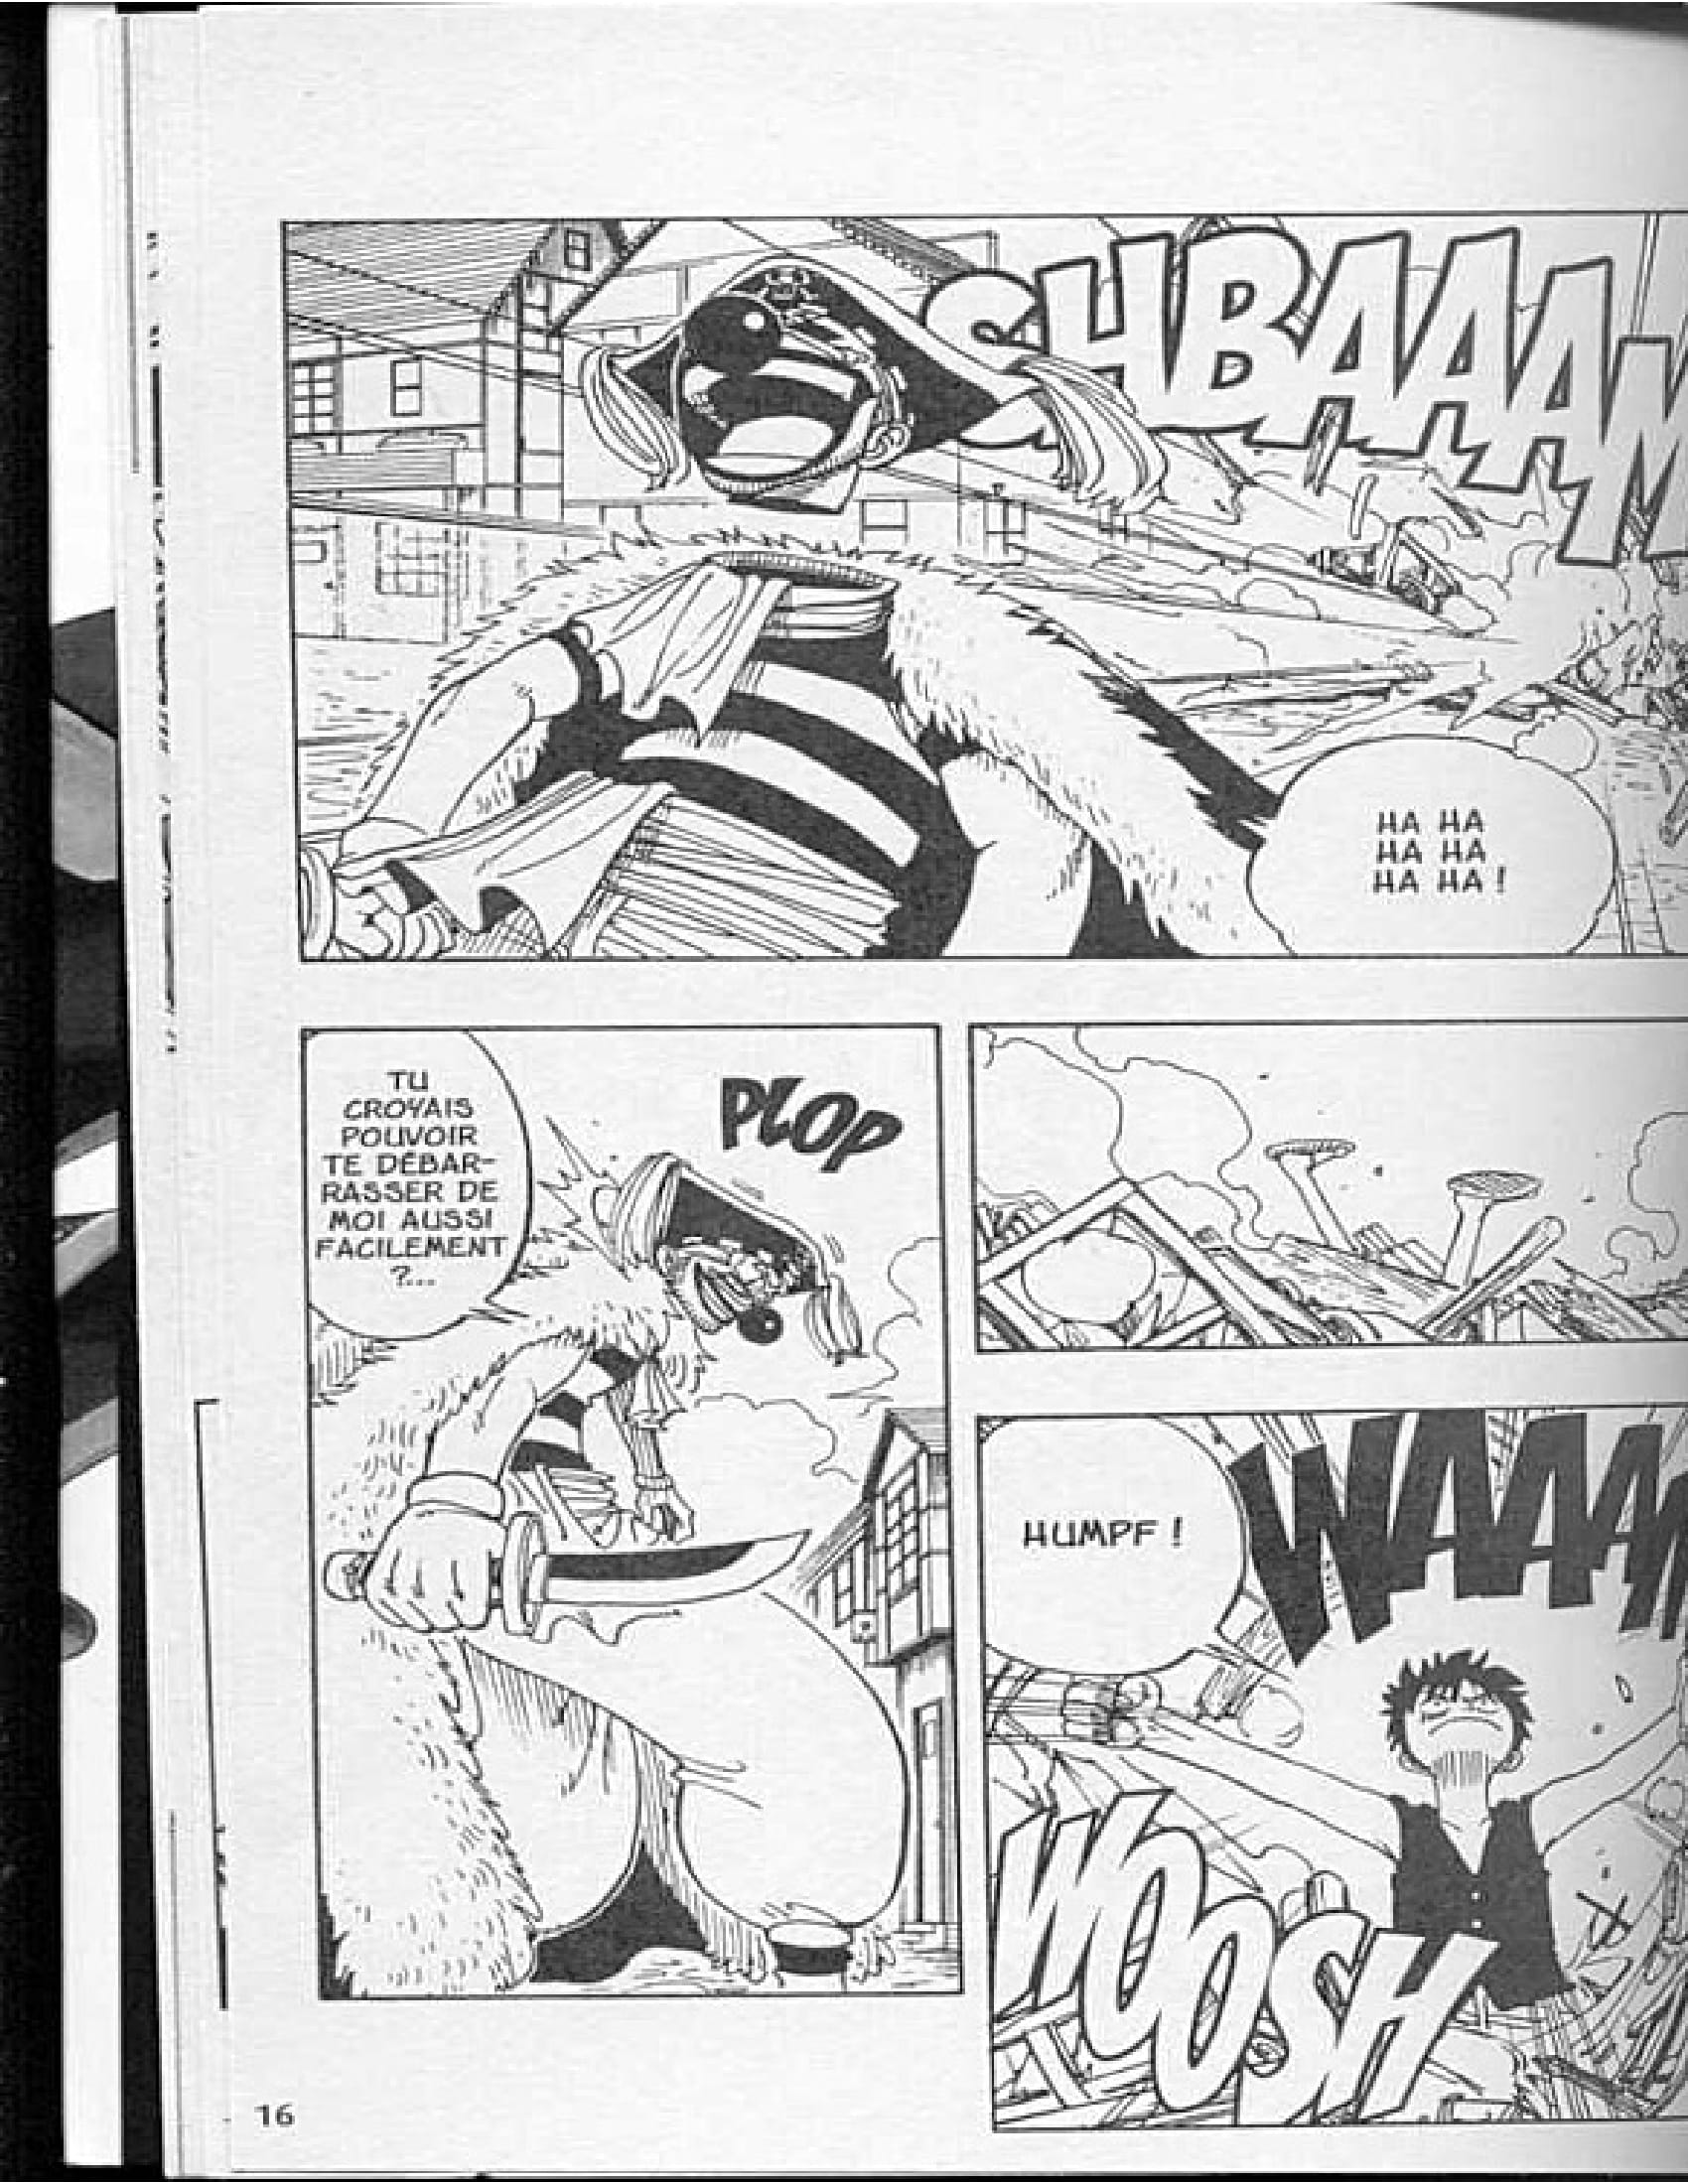 SHBAAAM
HA HA
HA HA
HA HA !
HUMPF !
WAAA
WOOSH
PLOP
TU
CROYAIS
POUVOIR
TE DÉBAR-
RASSER DE
MOI AUSSI
FACILEMENT
?...
16